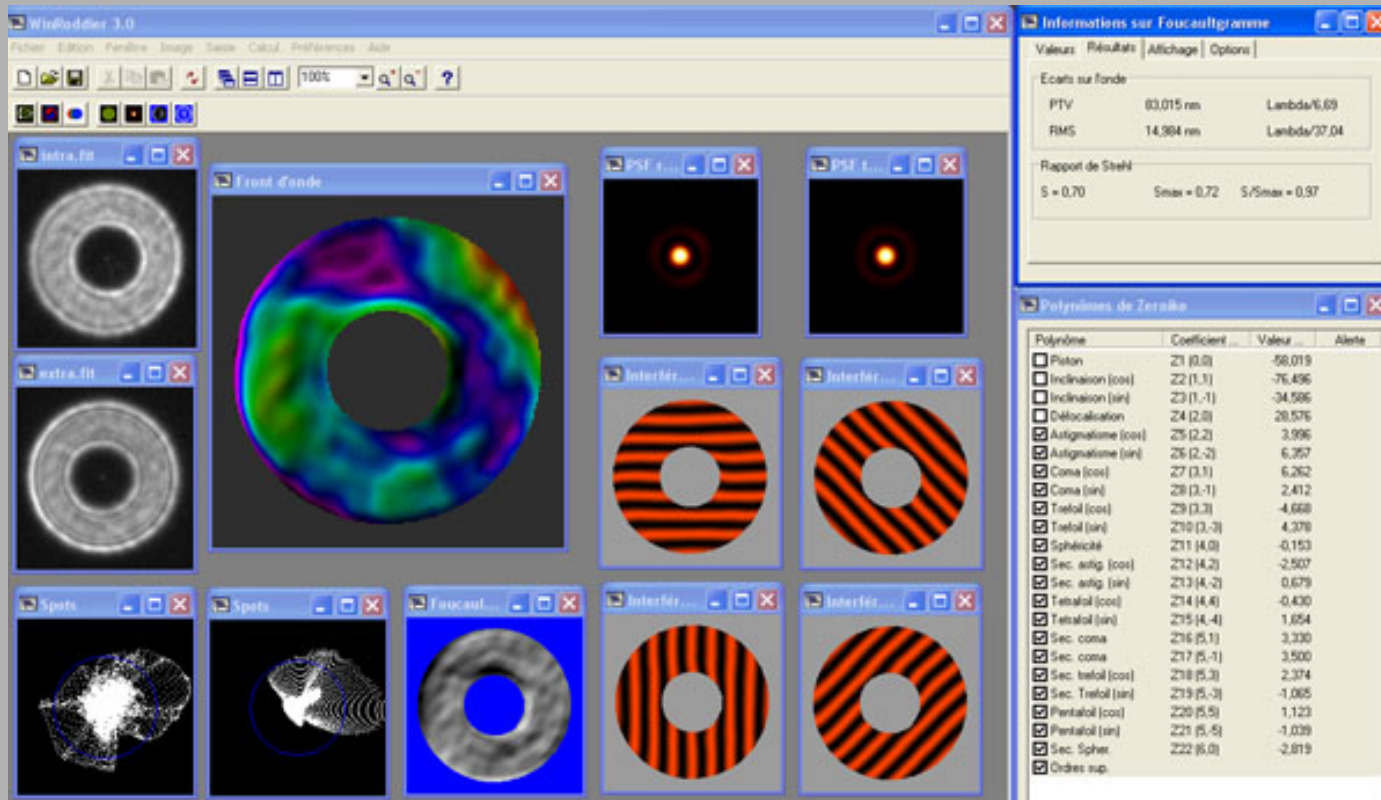 WinRoddier 3.0
Fichier Edition Fenêtre Image Saisie Calcul Préférences Aide
100%
intra.fit
Front d'onde
PSF t...
PSF t...
extra.fit
Interfér...
Interfér...
Spots
Spots
Foucaul...
Interfér...
Interfér...
Informations sur Foucaultgramme
Valeurs Résultats Affichage Options
Ecarts sur l'onde
PTV 83,015 nm Lambda/6,69
RMS 14,984 nm Lambda/37,04
Rapport de Strehl
S = 0,70 Smax = 0,72 S/Smax = 0,97
Polynômes de Zernike
Polynôme Coefficient ... Valeur ... Alerte
Piston Z1 (0,0) -58,019
Inclinaison (cos) Z2 (1,1) -76,496
Inclinaison (sin) Z3 (1,-1) -34,586
Défocalisation Z4 (2,0) 28,576
Astigmatisme (cos) Z5 (2,2) 3,996
Astigmatisme (sin) Z6 (2,-2) 6,357
Coma (cos) Z7 (3,1) 6,262
Coma (sin) Z8 (3,-1) 2,412
Trefoil (cos) Z9 (3,3) -4,668
Trefoil (sin) Z10 (3,-3) 4,378
Sphéricité Z11 (4,0) -0,153
Sec. astig. (cos) Z12 (4,2) -2,507
Sec. astig. (sin) Z13 (4,-2) 0,679
Tetrafoil (cos) Z14 (4,4) -0,430
Tetrafoil (sin) Z15 (4,-4) 1,654
Sec. coma Z16 (5,1) 3,330
Sec. coma Z17 (5,-1) 3,500
Sec. trefoil (cos) Z18 (5,3) 2,374
Sec. Trefoil (sin) Z19 (5,-3) -1,065
Pentafoil (cos) Z20 (5,5) 1,123
Pentafoil (sin) Z21 (5,-5) -1,039
Sec. Spher. Z22 (6,0) -2,819
Ordres sup.